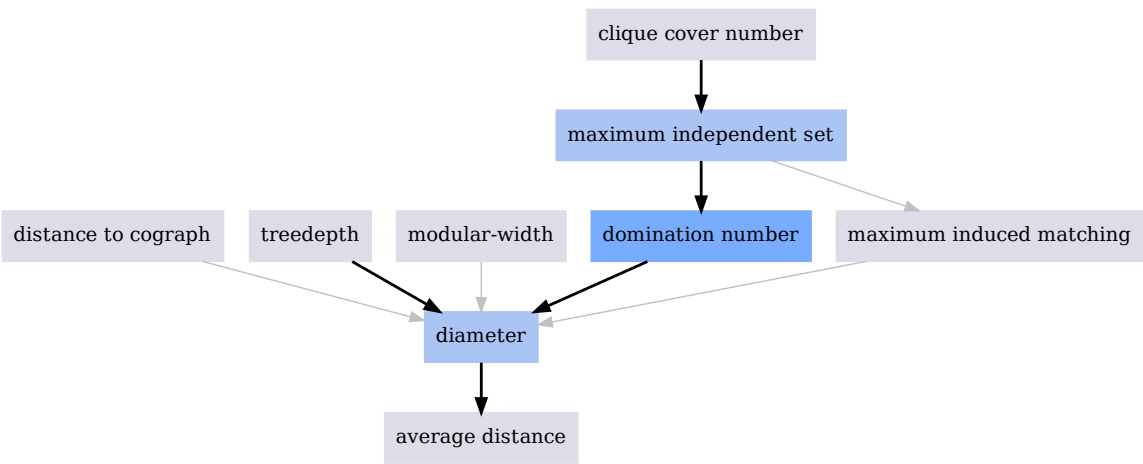 clique cover number
maximum independent set
distance to cograph
treedepth
modular-width
domination number
maximum induced matching
diameter
average distance